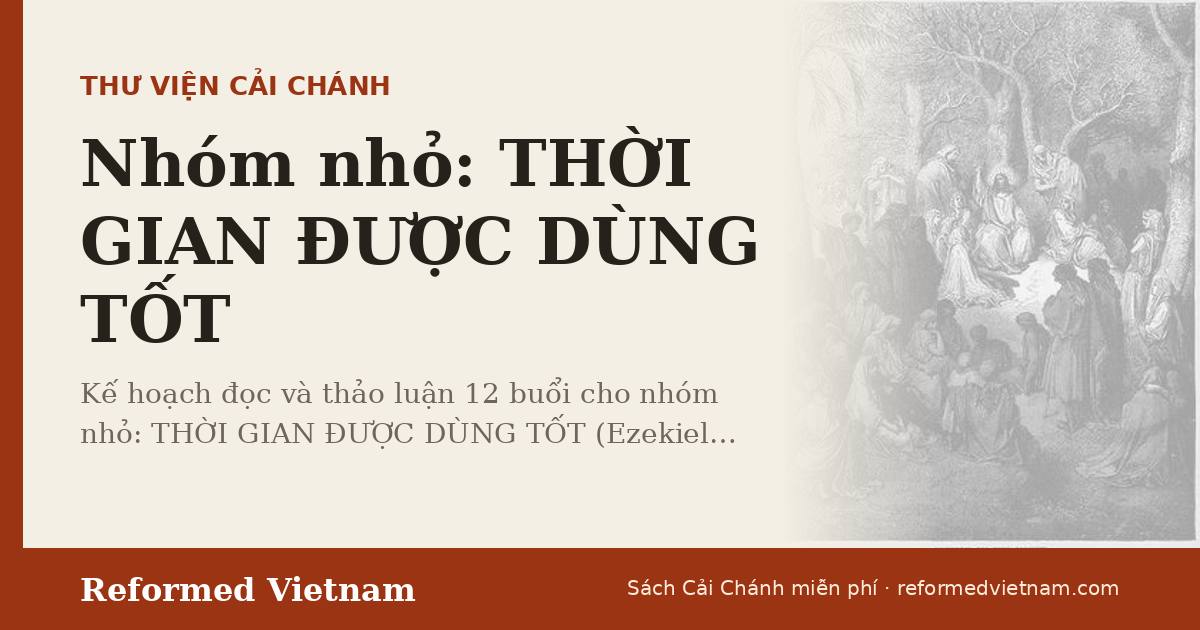 THƯ VIỆN CẢI CHÁNH
Nhóm nhỏ: THỜI
GIAN ĐƯỢC DÙNG
TỐT
Kế hoạch đọc và thảo luận 12 buổi cho nhóm
nhỏ: THỜI GIAN ĐƯỢC DÙNG TỐT (Ezekiel...
Reformed Vietnam
Sách Cải Chánh miễn phí · reformedvietnam.com